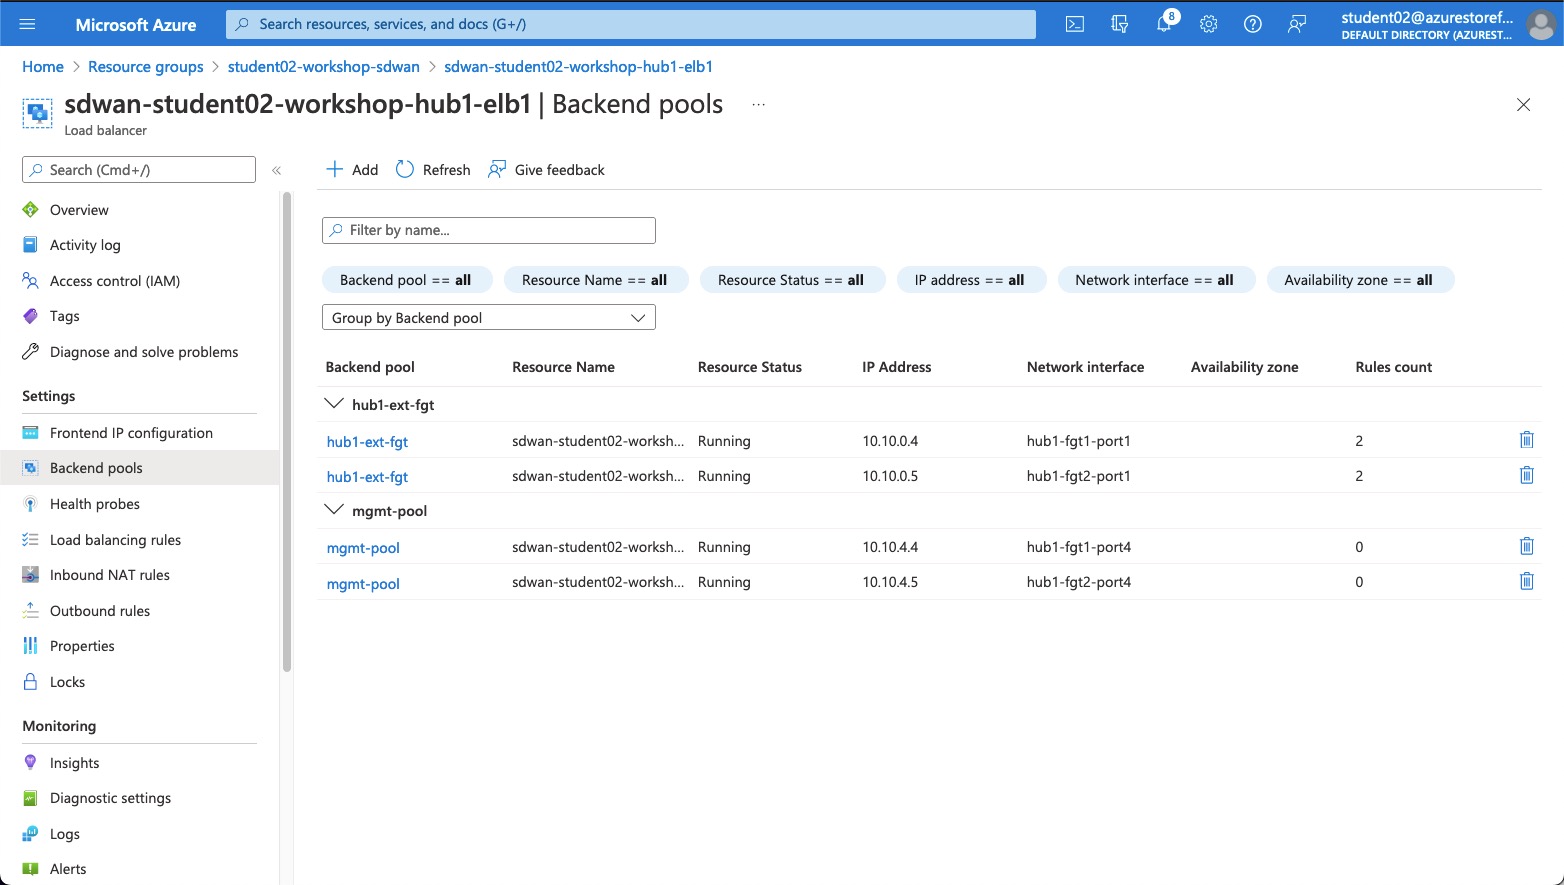 Microsoft Azure
Search resources, services, and docs (G+/)
8
student02@azurestoref...
DEFAULT DIRECTORY (AZUREST...
Home > Resource groups > student02-workshop-sdwan > sdwan-student02-workshop-hub1-elb1
sdwan-student02-workshop-hub1-elb1 | Backend pools ...
Load balancer
Search (Cmd+/)
«
Add
Refresh
Give feedback
Overview
Activity log
Access control (IAM)
Tags
Diagnose and solve problems
Settings
Frontend IP configuration
Backend pools
Health probes
Load balancing rules
Inbound NAT rules
Outbound rules
Properties
Locks
Monitoring
Insights
Diagnostic settings
Logs
Alerts
Filter by name...
Backend pool == all
Resource Name == all
Resource Status == all
IP address == all
Network interface == all
Availability zone == all
Group by Backend pool
Backend pool Resource Name Resource Status IP Address Network interface Availability zone Rules count
hub1-ext-fgt
hub1-ext-fgt sdwan-student02-worksh... Running 10.10.0.4 hub1-fgt1-port1 2
hub1-ext-fgt sdwan-student02-worksh... Running 10.10.0.5 hub1-fgt2-port1 2
mgmt-pool
mgmt-pool sdwan-student02-worksh... Running 10.10.4.4 hub1-fgt1-port4 0
mgmt-pool sdwan-student02-worksh... Running 10.10.4.5 hub1-fgt2-port4 0